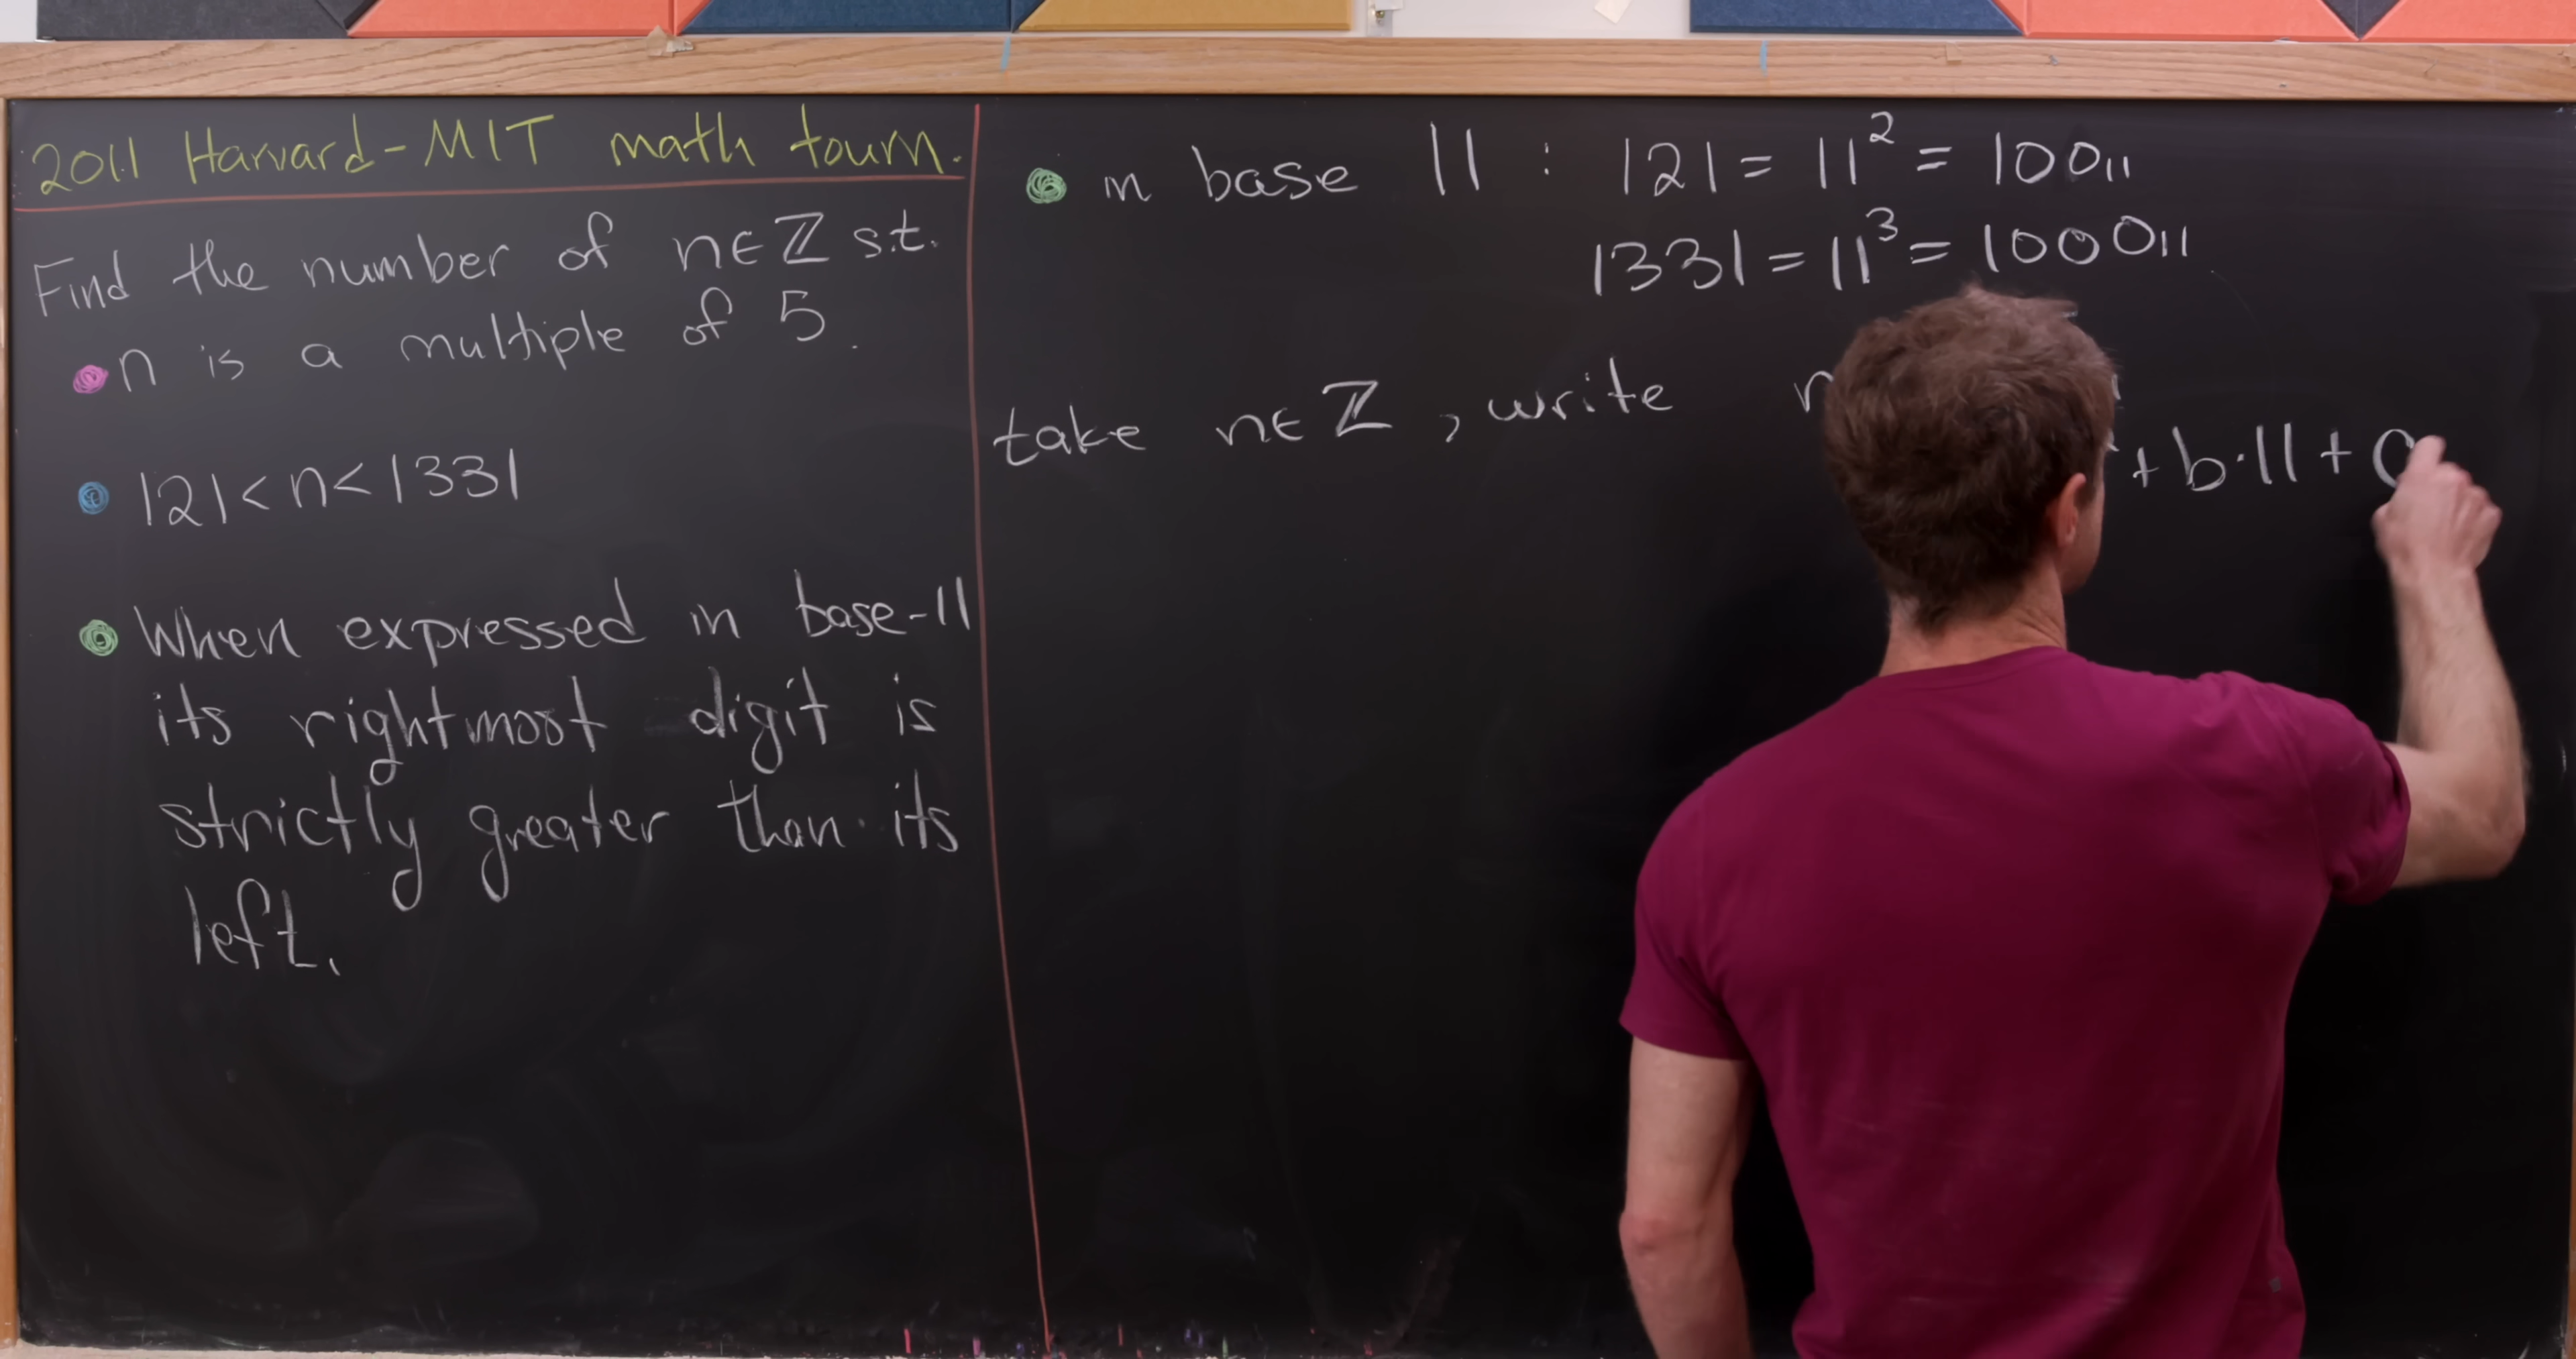 2011 Harvard-MIT math tourn.
Find the number of n∈ℤ s.t.
• n is a multiple of 5.
• 121<n<1331
• When expressed in base-11
its rightmost digit is
strictly greater than its
left.
• in base 11 : 121 = 11² = 100₁₁
1331 = 11³ = 1000₁₁
take n∈ℤ, write
+b·11+